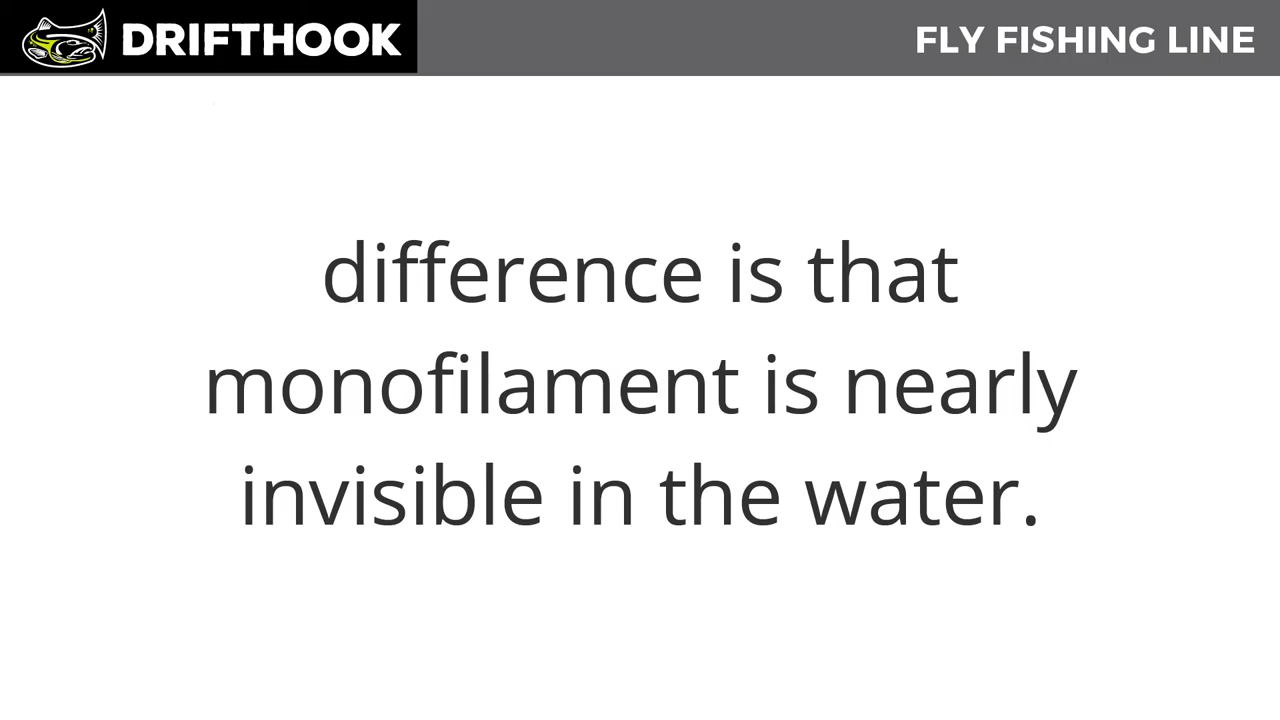 DRIFTHOOK
FLY FISHING LINE
difference is that
monofilament is nearly
invisible in the water.